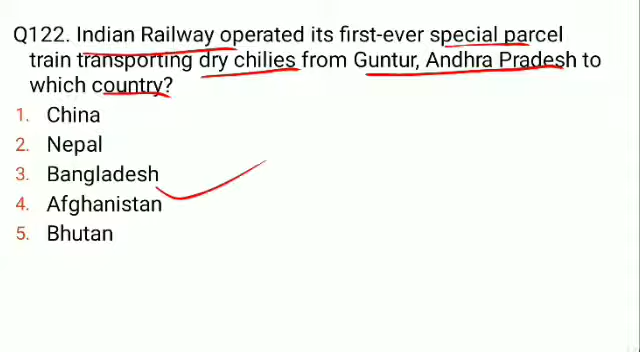 Q122. Indian Railway operated its first-ever special parcel
train transporting dry chilies from Guntur, Andhra Pradesh to
which country?
1. China
2. Nepal
3. Bangladesh
4. Afghanistan
5. Bhutan